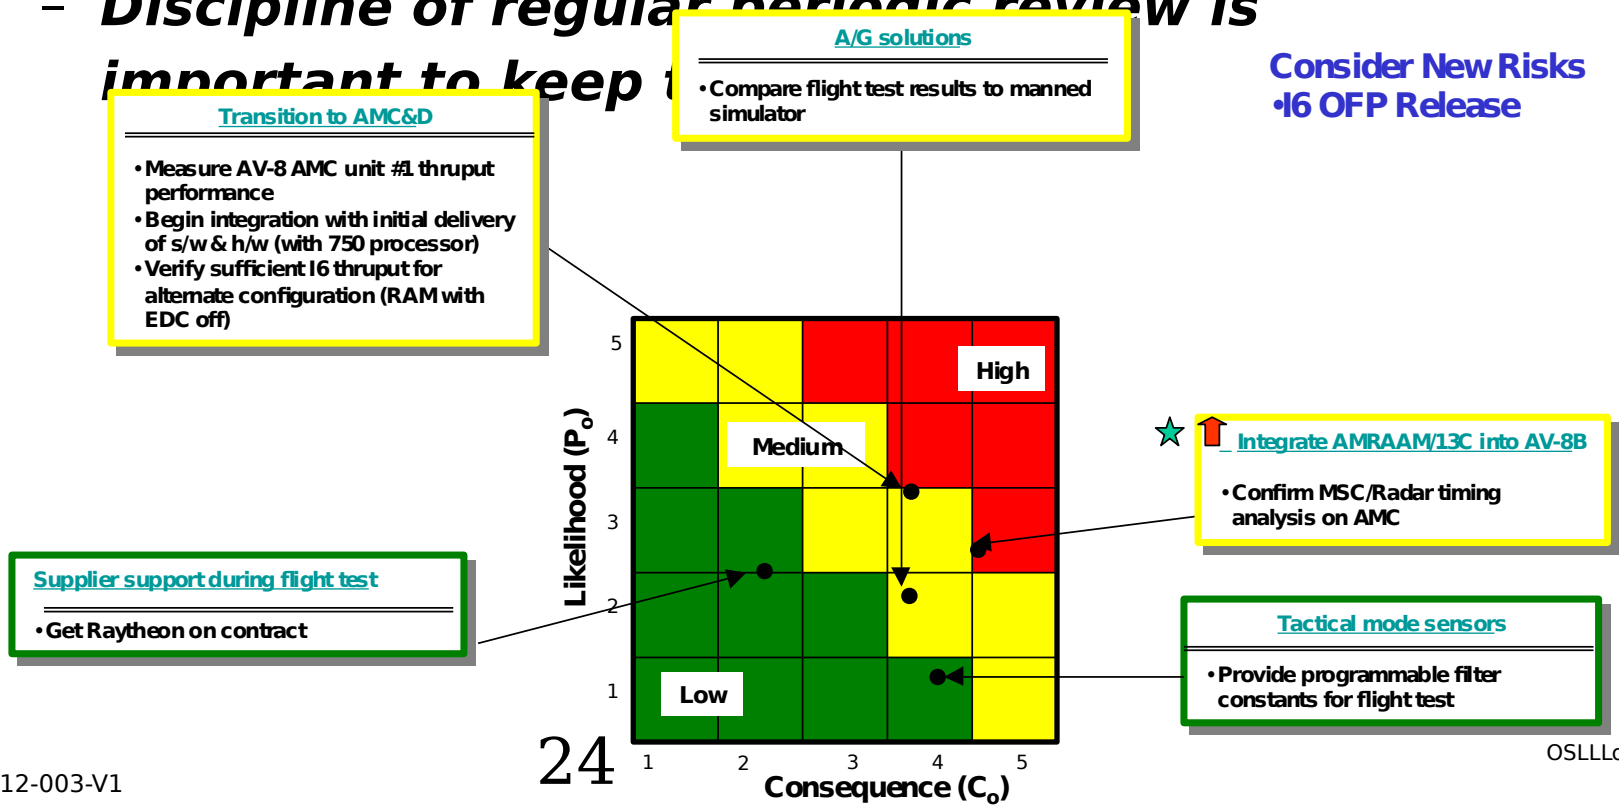 – Discipline of regular periodic review is
important to keep
A/G solutions
• Compare flight test results to manned
simulator
Consider New Risks
•I6 OFP Release
Transition to AMC&D
• Measure AV-8 AMC unit #1 thruput
performance
• Begin integration with initial delivery
of s/w & h/w (with 750 processor)
• Verify sufficient I6 thruput for
alternate configuration (RAM with
EDC off)
Integrate AMRAAM/13C into AV-8B
• Confirm MSC/Radar timing
analysis on AMC
Supplier support during flight test
• Get Raytheon on contract
Tactical mode sensors
• Provide programmable filter
constants for flight test
Likelihood (Po)
5
4
3
2
1
High
Medium
Low
1 2 3 4 5
Consequence (Co)
24
12-003-V1
OSLLLo